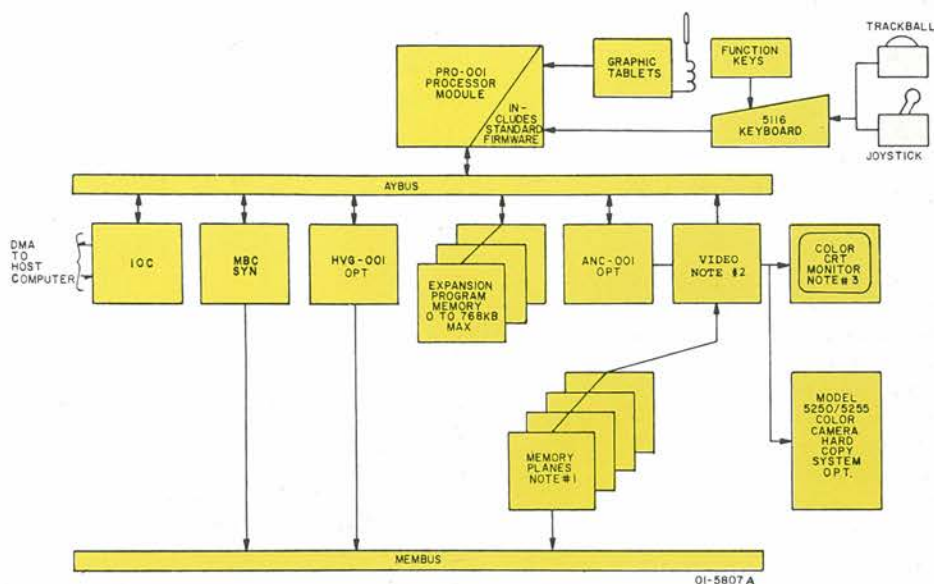 TRACKBALL
PRO-001
PROCESSOR
MODULE
IN-
CLUDES
STANDARD
FIRMWARE
GRAPHIC
TABLETS
FUNCTION
KEYS
5116
KEYBOARD
JOYSTICK
AYBUS
DMA
TO
HOST
COMPUTER
IOC
MBC
SYN
HVG-001
OPT
EXPANSION
PROGRAM
MEMORY
0 TO 768KB
MAX
ANC-001
OPT
VIDEO
NOTE #2
COLOR
CRT
MONITOR
NOTE #3
MEMORY
PLANES
NOTE #1
MODEL
5250/5255
COLOR
CAMERA
HARD
COPY
SYSTEM
OPT.
MEMBUS
01-5807 A